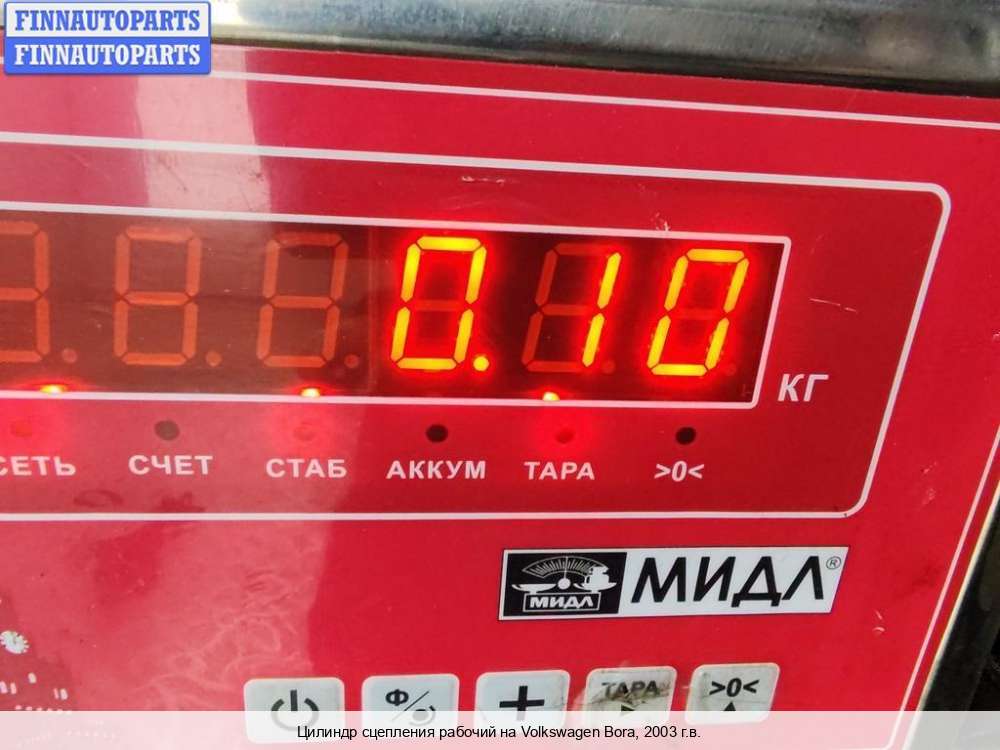 FINNAUTOPARTS
FINNAUTOPARTS
0.10
КГ
СЕТЬ СЧЕТ СТАБ АККУМ ТАРА >0<
МИДЛ МИДЛ®
Ф + ТАРА >0<
Цилиндр сцепления рабочий на Volkswagen Bora, 2003 г.в.